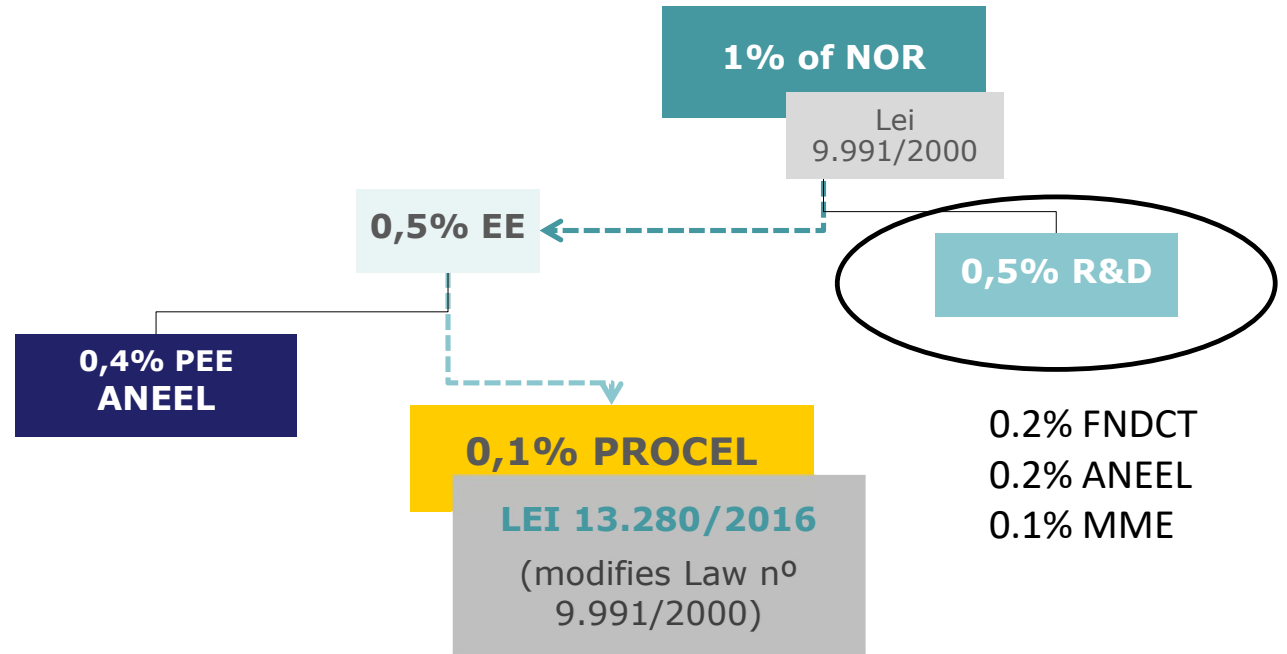 1% of NOR
Lei
9.991/2000
0,5% EE
0,5% R&D
0,4% PEE
ANEEL
0,1% PROCEL
LEI 13.280/2016
(modifies Law nº
9.991/2000)
0.2% FNDCT
0.2% ANEEL
0.1% MME